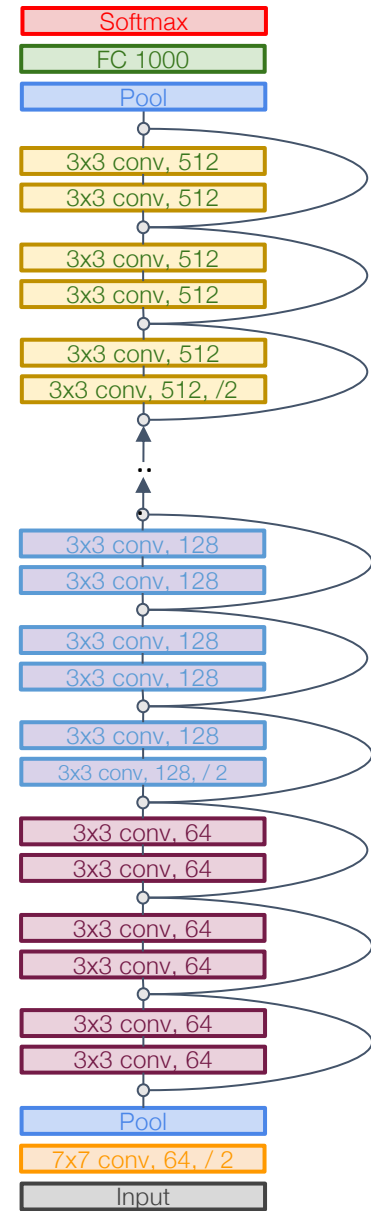 Softmax
FC 1000
Pool
3x3 conv, 512
3x3 conv, 512
3x3 conv, 512
3x3 conv, 512
3x3 conv, 512
3x3 conv, 512, /2
..
3x3 conv, 128
3x3 conv, 128
3x3 conv, 128
3x3 conv, 128
3x3 conv, 128
3x3 conv, 128, / 2
3x3 conv, 64
3x3 conv, 64
3x3 conv, 64
3x3 conv, 64
3x3 conv, 64
3x3 conv, 64
Pool
7x7 conv, 64, / 2
Input